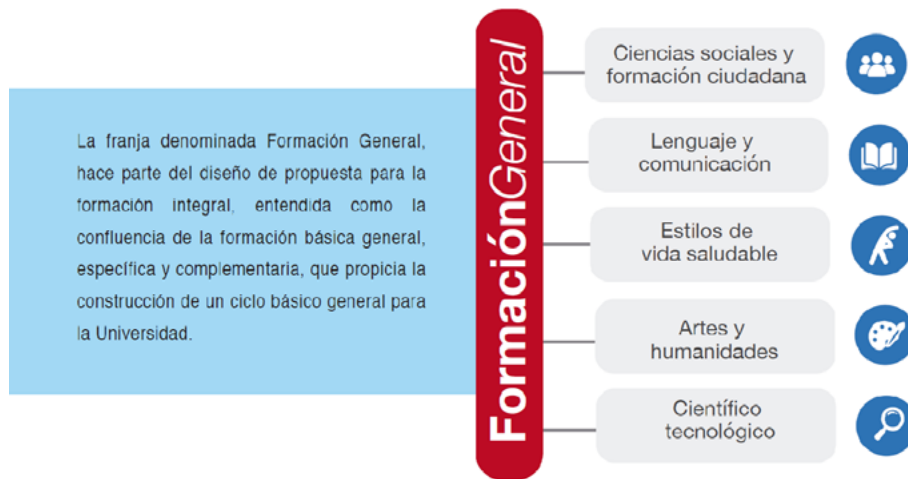 La franja denominada Formación General,
hace parte del diseño de propuesta para la
formación integral, entendida como la
confluencia de la formación básica general,
específica y complementaria, que propicia la
construcción de un ciclo básico general para
la Universidad.
FormaciónGeneral
Ciencias sociales y
formación ciudadana
Lenguaje y
comunicación
Estilos de
vida saludable
Artes y
humanidades
Científico
tecnológico